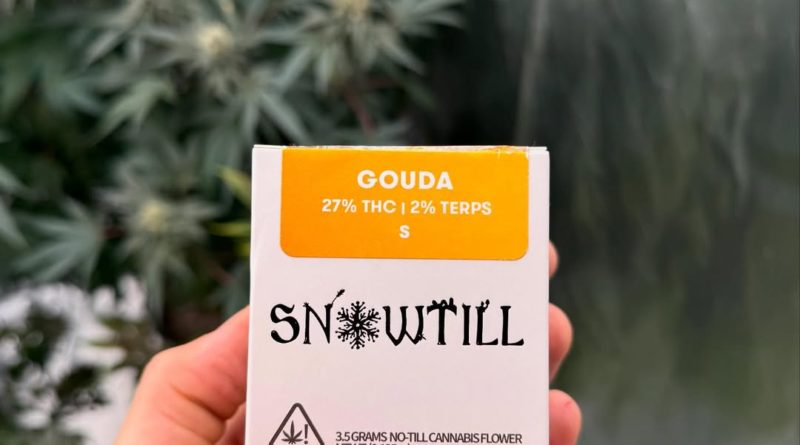 GOUDA
27% THC | 2% TERPS
S
SNOWTILL
3.5 GRAMS NO-TILL CANNABIS FLOWER